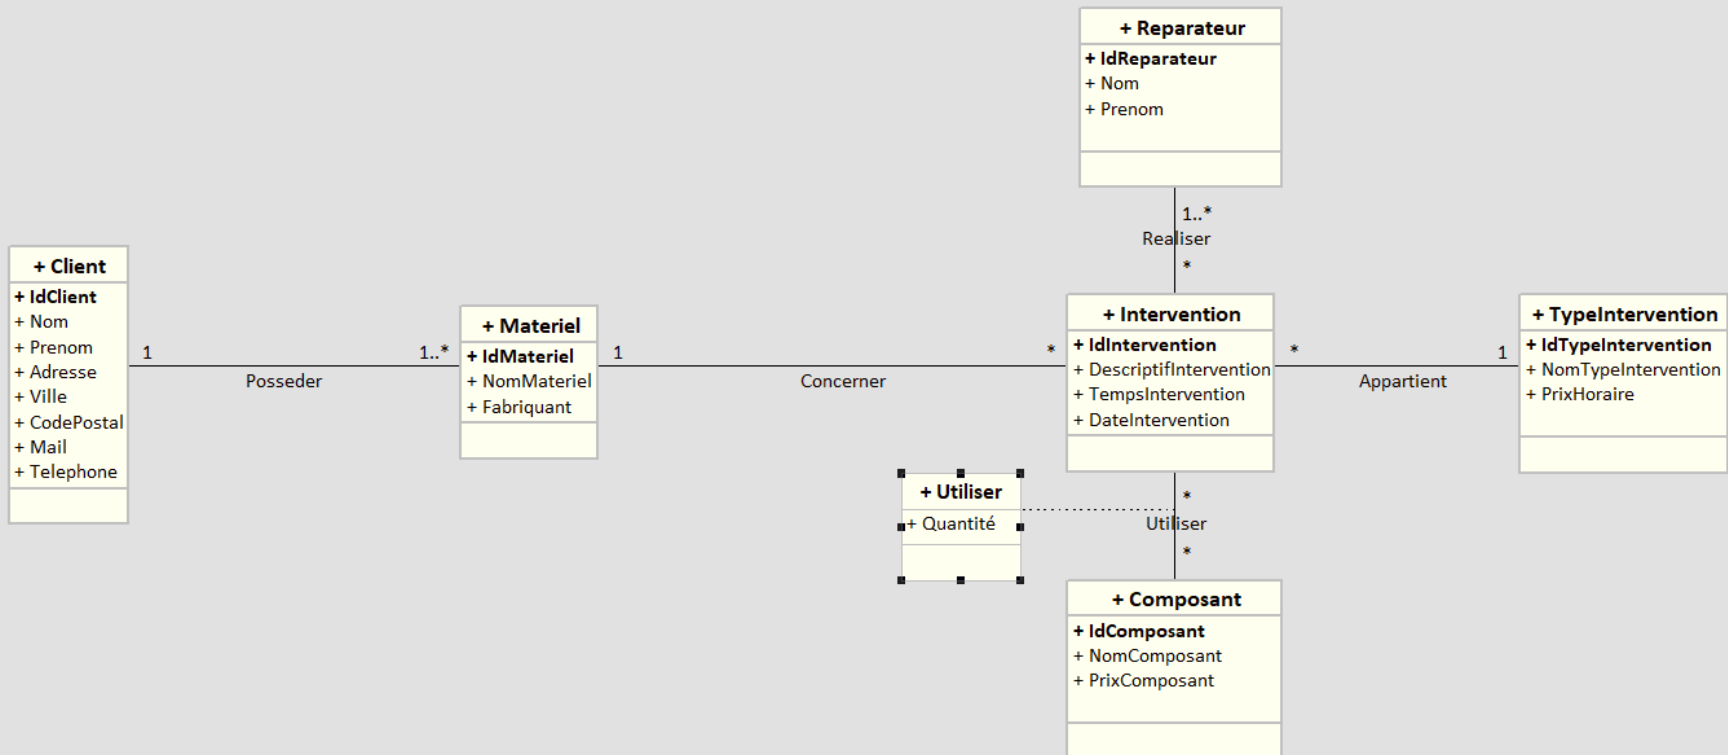 + Reparateur
+ IdReparateur
+ Nom
+ Prenom
1..*
Realiser
*
+ Client
+ IdClient
+ Nom
+ Prenom
+ Adresse
+ Ville
+ CodePostal
+ Mail
+ Telephone
1
1..*
Posseder
+ Materiel
+ IdMateriel
+ NomMateriel
+ Fabriquant
1
*
Concerner
+ Intervention
+ IdIntervention
+ DescriptifIntervention
+ TempsIntervention
+ DateIntervention
*
1
Appartient
+ TypeIntervention
+ IdTypeIntervention
+ NomTypeIntervention
+ PrixHoraire
+ Utiliser
+ Quantité
*
Utiliser
*
+ Composant
+ IdComposant
+ NomComposant
+ PrixComposant